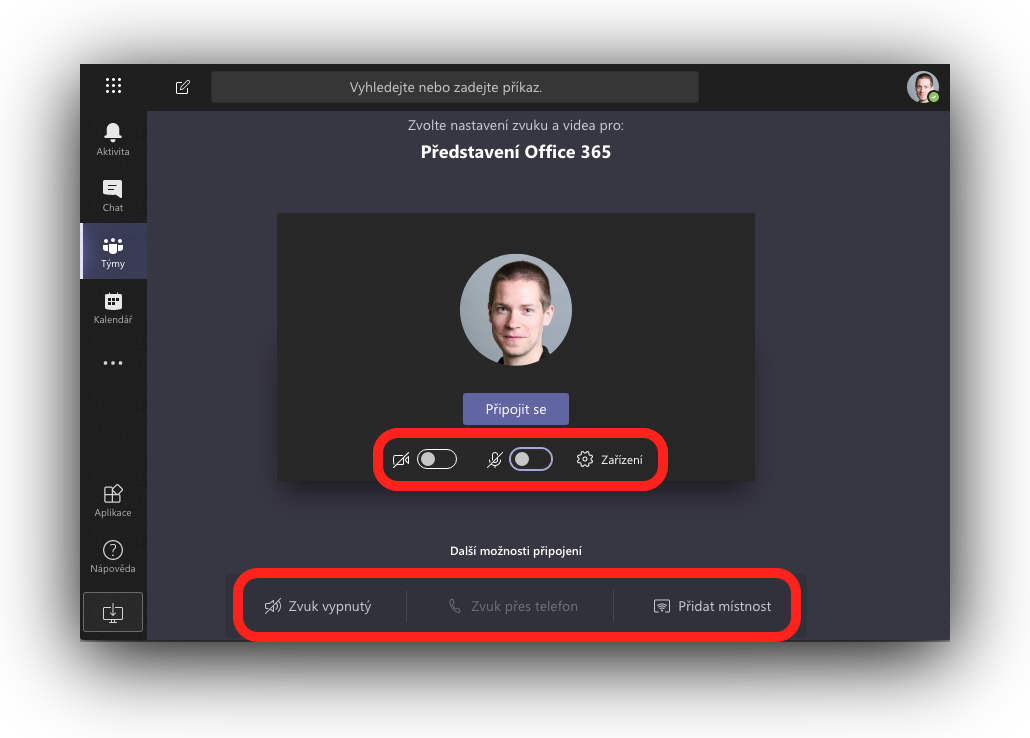 Vyhledejte nebo zadejte příkaz.
Aktivita
Chat
Týmy
Kalendář
Aplikace
Nápověda
Zvolte nastavení zvuku a videa pro:
Představení Office 365
Připojit se
Zařízení
Další možnosti připojení
Zvuk vypnutý
Zvuk přes telefon
Přidat místnost